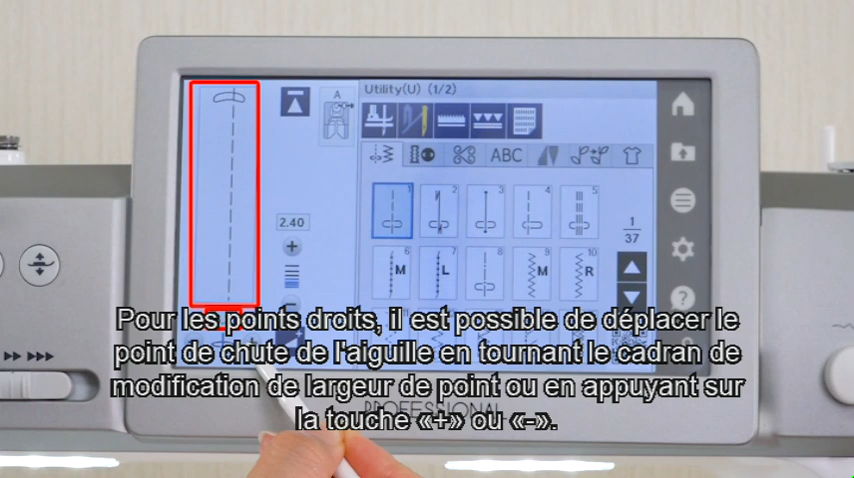 Utility(U) (1/2)
A
ABC
1 2 3 4 5
2.40
1
37
6 7 8 9 10
M L M R
?
Pour les points droits, il est possible de déplacer le
point de chute de l'aiguille en tournant le cadran de
modification de largeur de point ou en appuyant sur
la touche «+» ou «-».
PROFESSIONAL